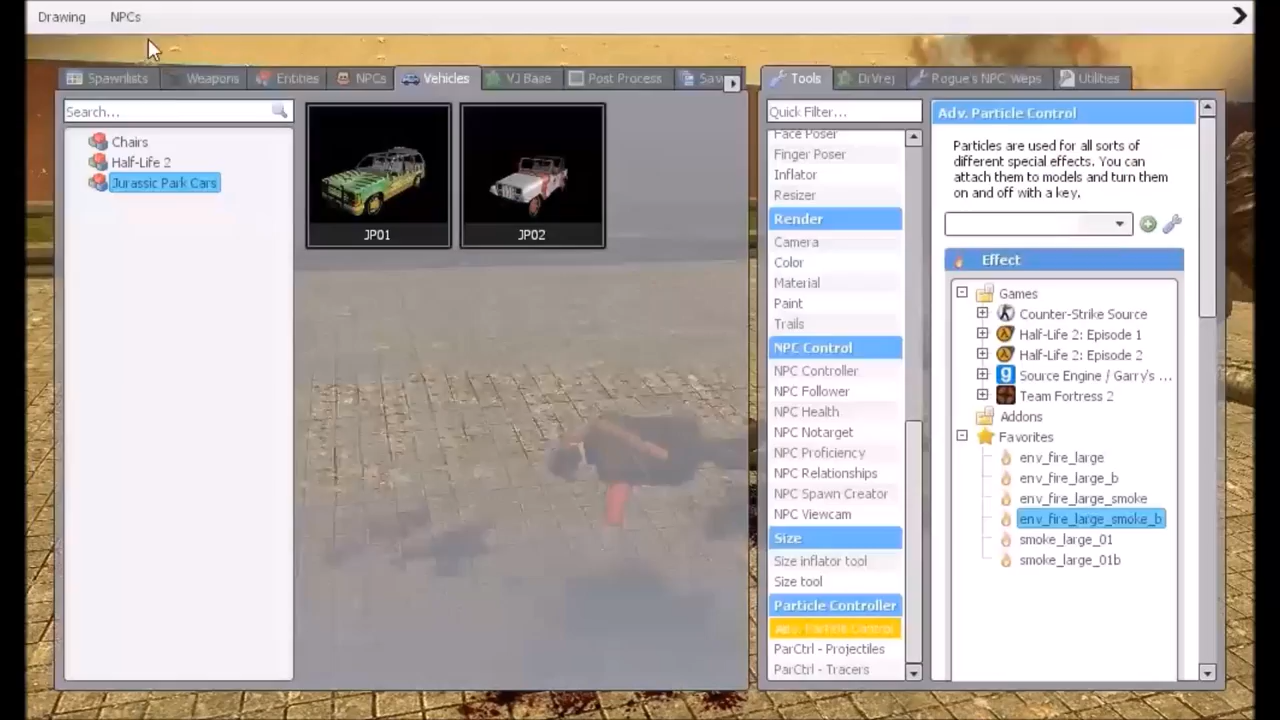 Drawing NPCs
Spawnlists Weapons Entities NPCs Vehicles VJ Base Post Process Sav
Tools DrVrej Rogue's NPC Weps Utilities
Search...
Chairs
Half-Life 2
Jurassic Park Cars
JP01 JP02
Quick Filter...
Face Poser
Finger Poser
Inflator
Resizer
Render
Camera
Color
Material
Paint
Trails
NPC Control
NPC Controller
NPC Follower
NPC Health
NPC Notarget
NPC Proficiency
NPC Relationships
NPC Spawn Creator
NPC Viewcam
Size
Size inflator tool
Size tool
Particle Controller
Adv. Particle Control
ParCtrl - Projectiles
ParCtrl - Tracers
Adv. Particle Control
Particles are used for all sorts of
different special effects. You can
attach them to models and turn them
on and off with a key.
Effect
Games
Counter-Strike Source
Half-Life 2: Episode 1
Half-Life 2: Episode 2
Source Engine / Garry's ...
Team Fortress 2
Addons
Favorites
env_fire_large
env_fire_large_b
env_fire_large_smoke
env_fire_large_smoke_b
smoke_large_01
smoke_large_01b